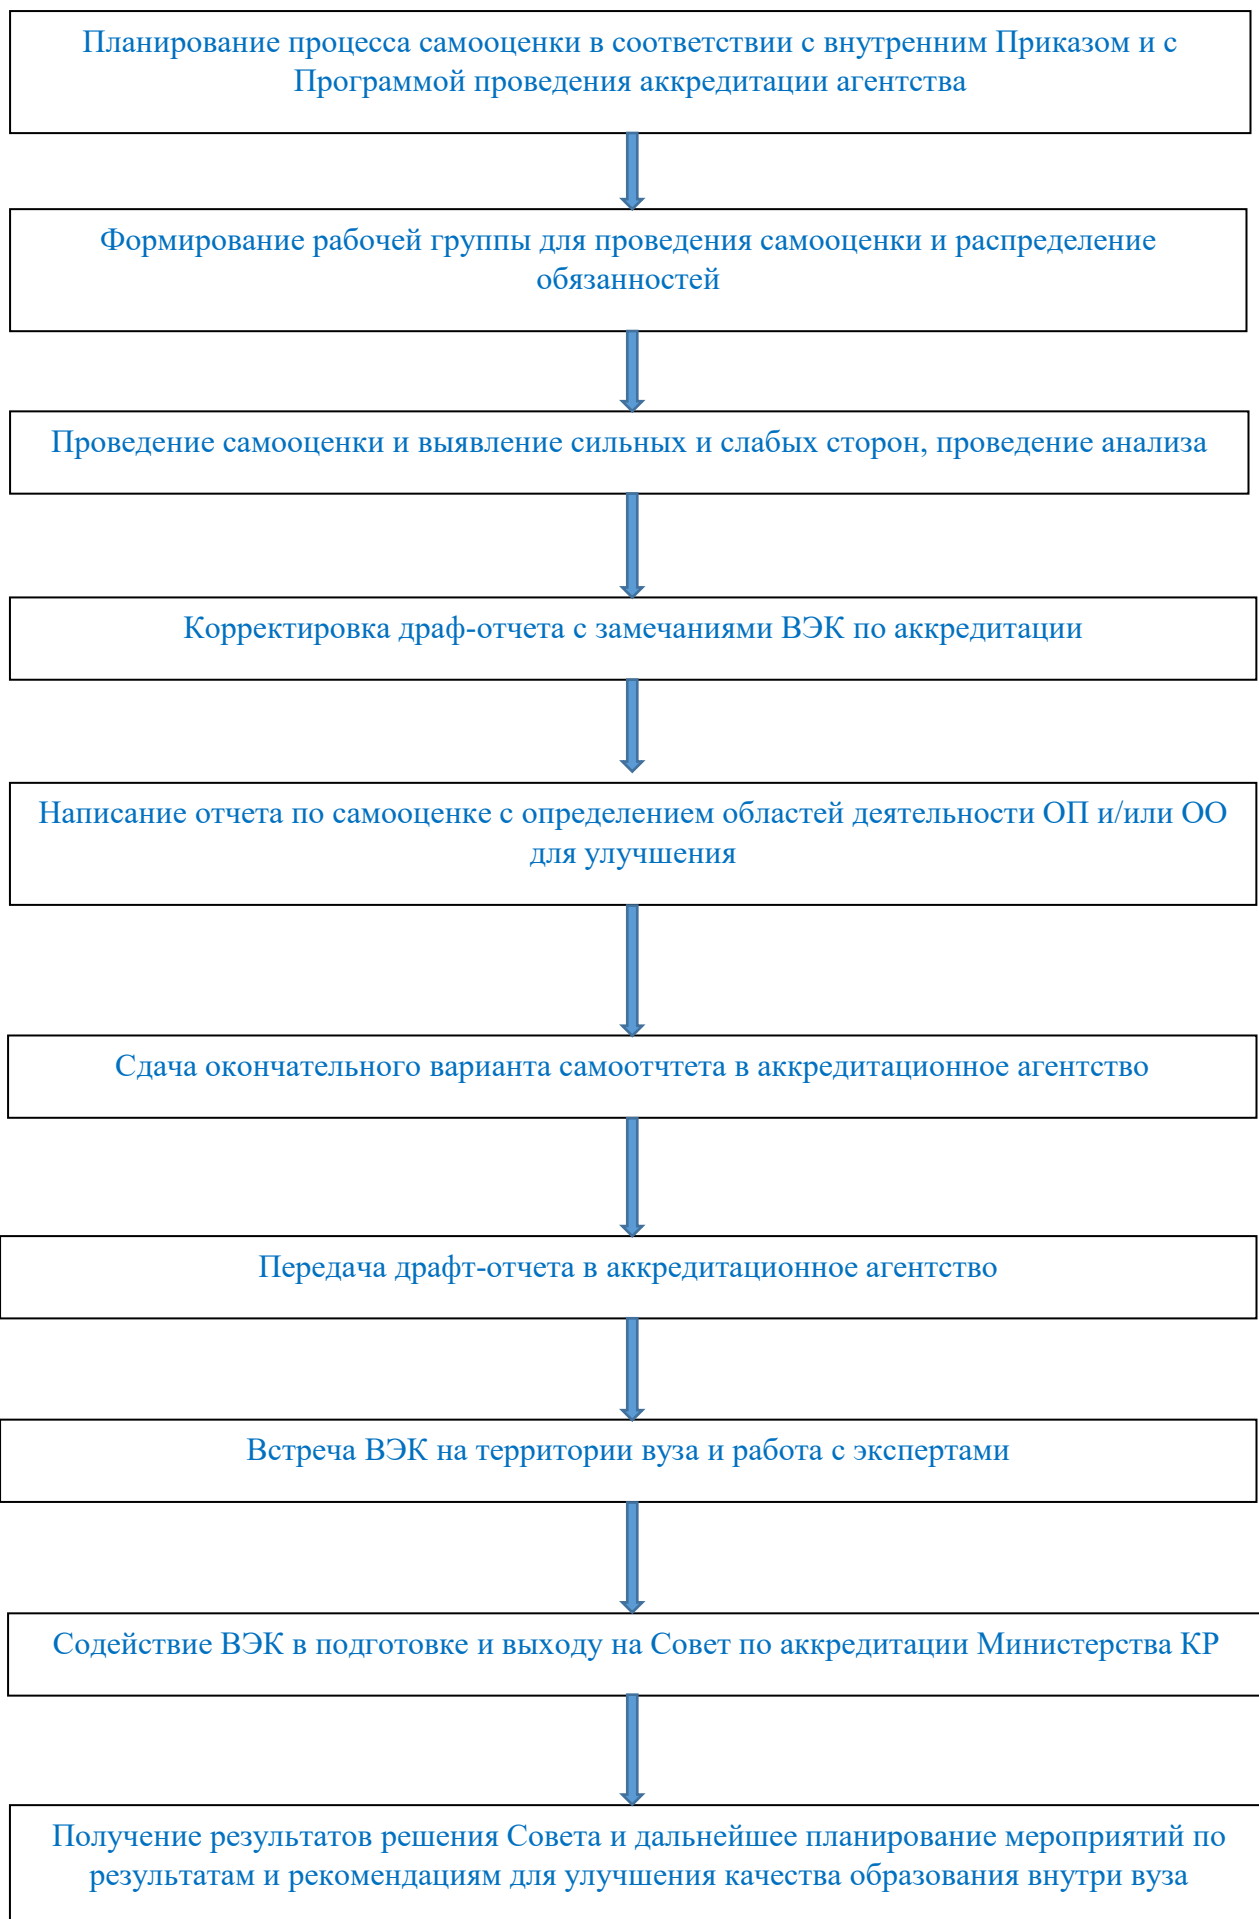 Планирование процесса самооценки в соответствии с внутренним Приказом и с
Программой проведения аккредитации агентства
Формирование рабочей группы для проведения самооценки и распределение
обязанностей
Проведение самооценки и выявление сильных и слабых сторон, проведение анализа
Корректировка драф-отчета с замечаниями ВЭК по аккредитации
Написание отчета по самооценке с определением областей деятельности ОП и/или ОО
для улучшения
Сдача окончательного варианта самоотчтета в аккредитационное агентство
Передача драфт-отчета в аккредитационное агентство
Встреча ВЭК на территории вуза и работа с экспертами
Содействие ВЭК в подготовке и выходу на Совет по аккредитации Министерства КР
Получение результатов решения Совета и дальнейшее планирование мероприятий по
результатам и рекомендациям для улучшения качества образования внутри вуза